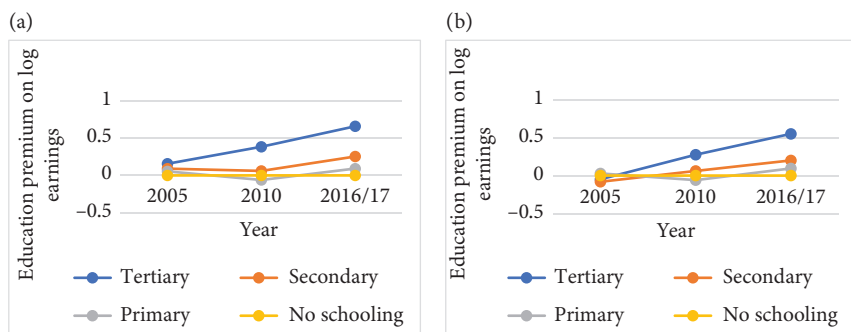 (a)
Education premium on log
earnings
1
0.5
0
−0.5
2005 2010 2016/17
Year
Tertiary Secondary
Primary No schooling
(b)
Education premium on log
earnings
1
0.5
0
−0.5
2005 2010 2016/17
Year
Tertiary Secondary
Primary No schooling